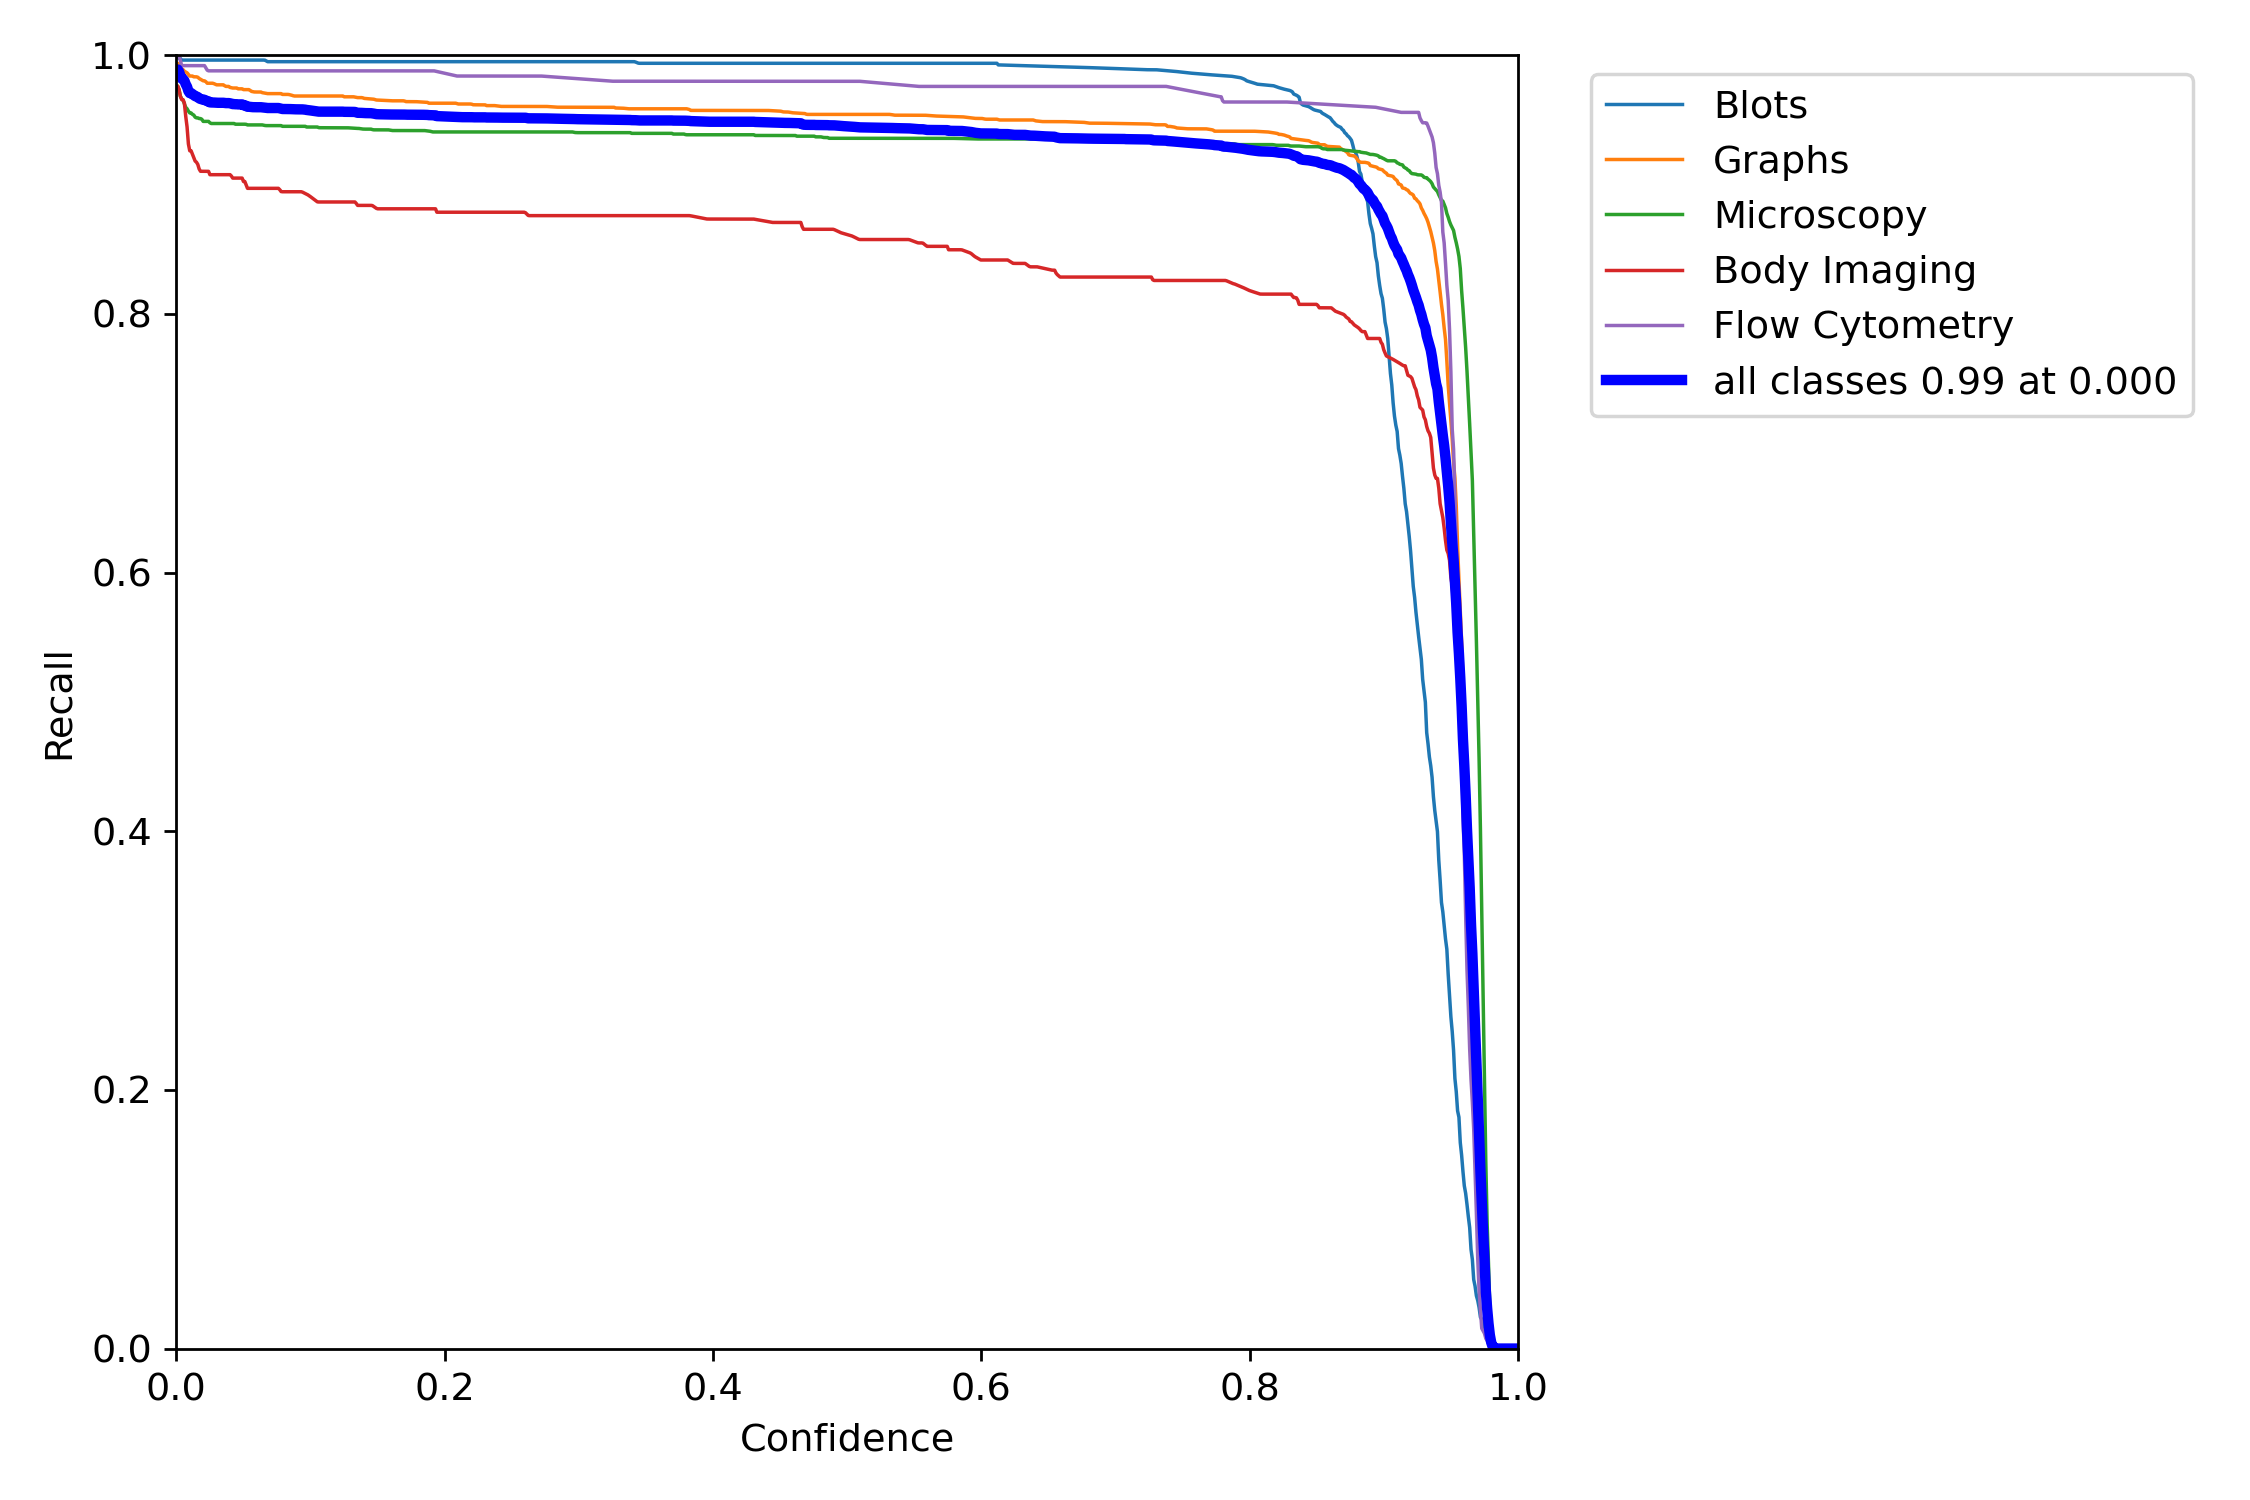 1.0
0.8
0.6
0.4
0.2
0.0
Recall
0.0 0.2 0.4 0.6 0.8 1.0
Confidence
Blots
Graphs
Microscopy
Body Imaging
Flow Cytometry
all classes 0.99 at 0.000